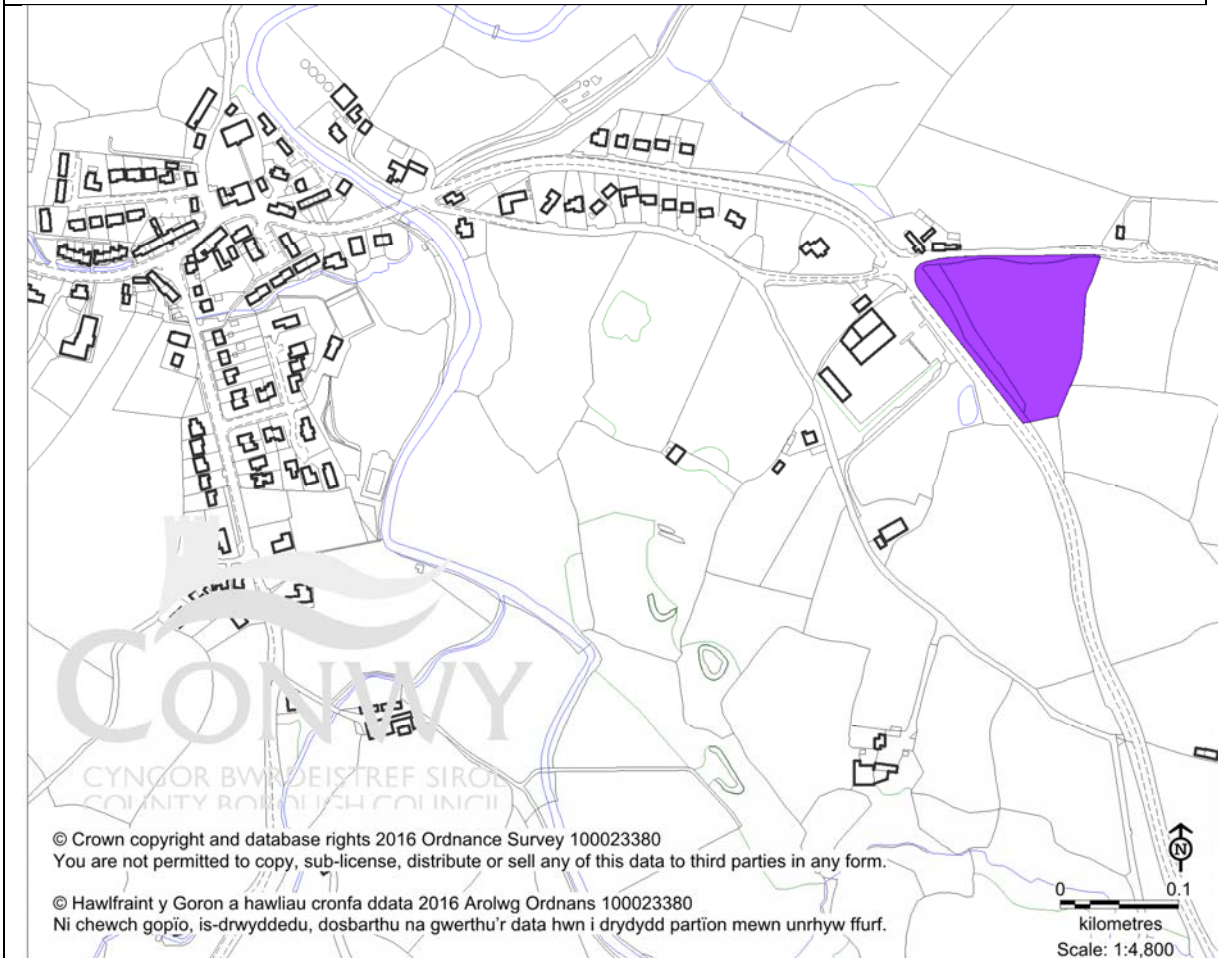 CONWY
CYNGOR BWRDEISTREF SIROL
COUNTY BOROUGH COUNCIL
© Crown copyright and database rights 2016 Ordnance Survey 100023380
You are not permitted to copy, sub-license, distribute or sell any of this data to third parties in any form.
© Hawlfraint y Goron a hawliau cronfa ddata 2016 Arolwg Ordnans 100023380
Ni chewch gopïo, is-drwyddedu, dosbarthu na gwerthu'r data hwn i drydydd partïon mewn unrhyw ffurf.
N
0 0.1
kilometres
Scale: 1:4,800